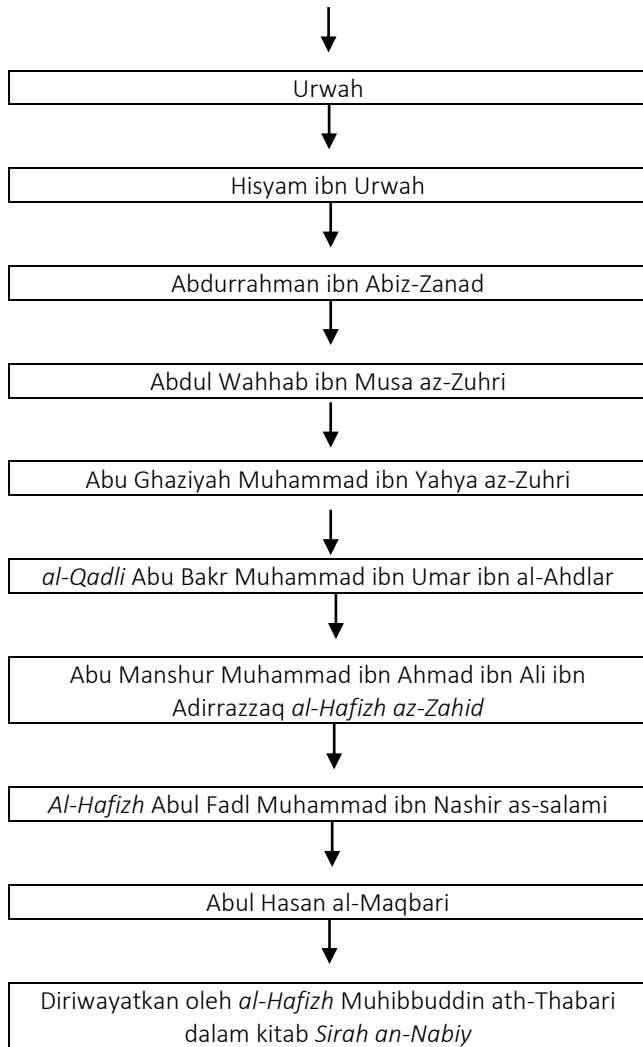 Urwah
Hisyam ibn Urwah
Abdurrahman ibn Abiz-Zanad
Abdul Wahhab ibn Musa az-Zuhri
Abu Ghaziyah Muhammad ibn Yahya az-Zuhri
al-Qadli Abu Bakr Muhammad ibn Umar ibn al-Ahdlar
Abu Manshur Muhammad ibn Ahmad ibn Ali ibn
Adirrazzaq al-Hafizh az-Zahid
Al-Hafizh Abul Fadl Muhammad ibn Nashir as-salami
Abul Hasan al-Maqbari
Diriwayatkan oleh al-Hafizh Muhibbuddin ath-Thabari
dalam kitab Sirah an-Nabiy